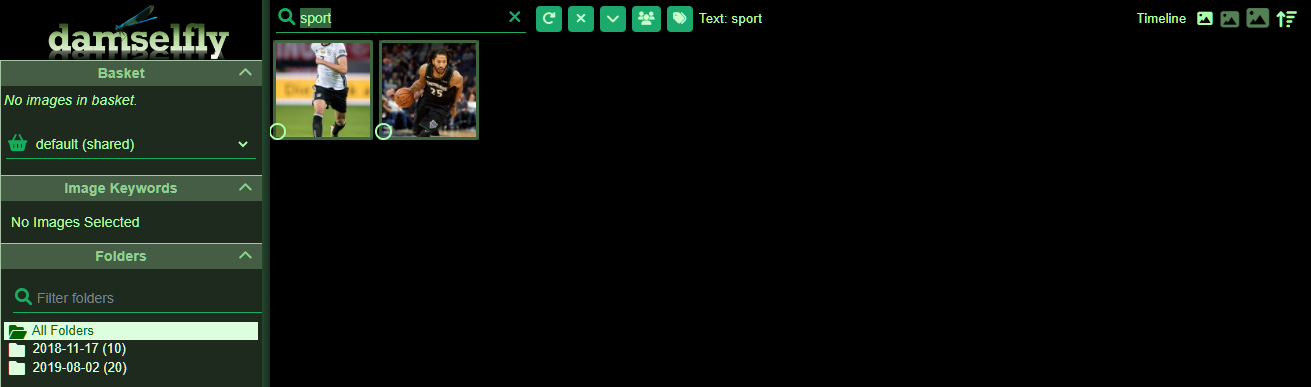 damselfly
sport
Text: sport
Timeline
Basket
No images in basket.
default (shared)
Image Keywords
No Images Selected
Folders
Filter folders
All Folders
2018-11-17 (10)
2019-08-02 (20)
25